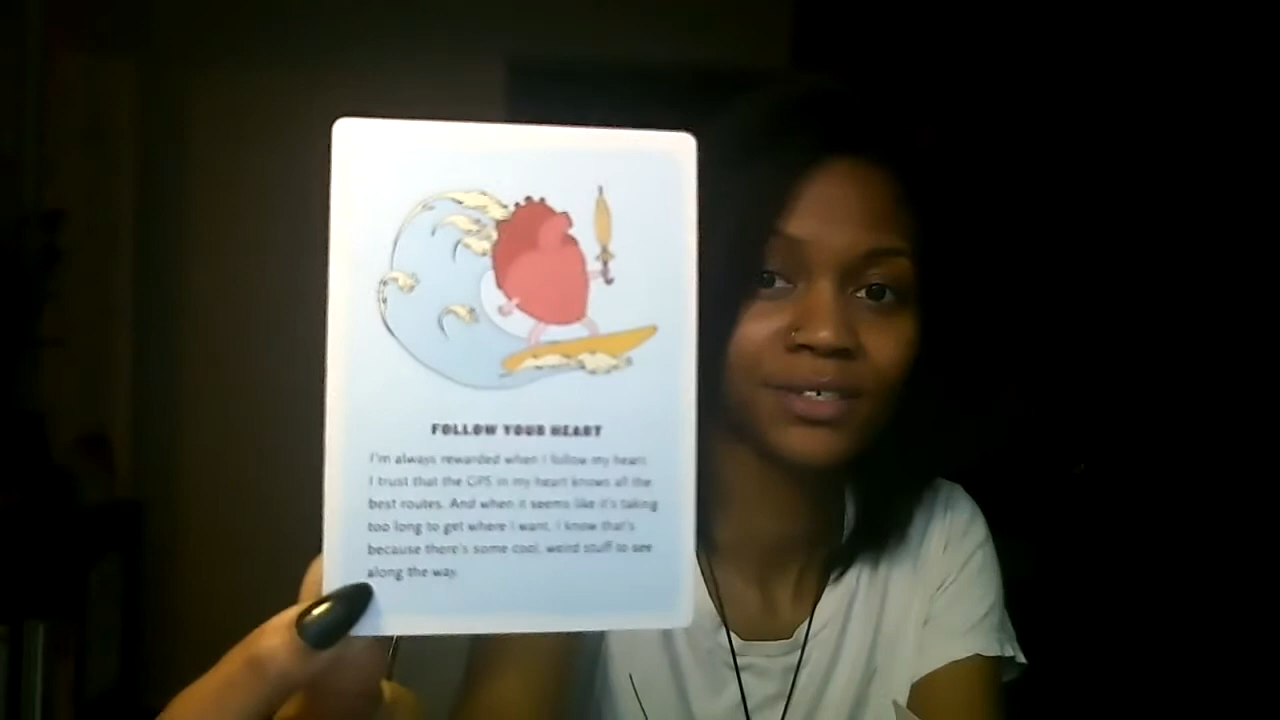 FOLLOW YOUR HEART
I'm always rewarded when I follow my heart.
I trust that the GPS in my heart knows all the
best routes. And when it seems like it's taking
too long to get where I want, I know that's
because there's some cool, weird stuff to see
along the way.